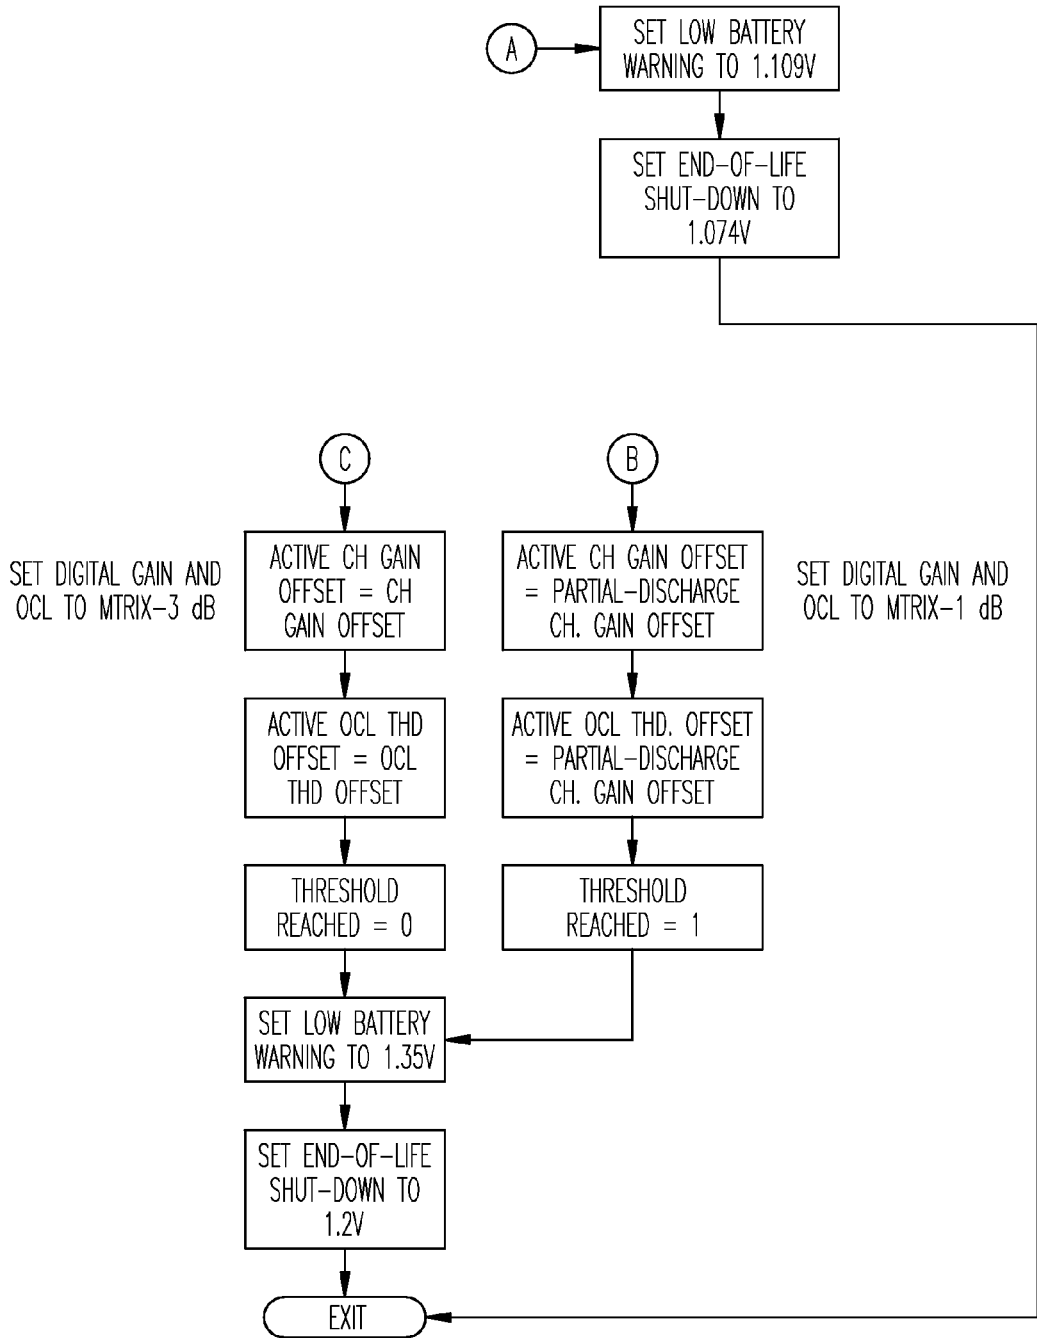 A
SET LOW BATTERY
WARNING TO 1.109V
SET END-OF-LIFE
SHUT-DOWN TO
1.074V
C
B
SET DIGITAL GAIN AND
OCL TO MTRIX-3 dB
ACTIVE CH GAIN
OFFSET = CH
GAIN OFFSET
ACTIVE CH GAIN OFFSET
= PARTIAL-DISCHARGE
CH. GAIN OFFSET
SET DIGITAL GAIN AND
OCL TO MTRIX-1 dB
ACTIVE OCL THD
OFFSET = OCL
THD OFFSET
ACTIVE OCL THD. OFFSET
= PARTIAL-DISCHARGE
CH. GAIN OFFSET
THRESHOLD
REACHED = 0
THRESHOLD
REACHED = 1
SET LOW BATTERY
WARNING TO 1.35V
SET END-OF-LIFE
SHUT-DOWN TO
1.2V
EXIT